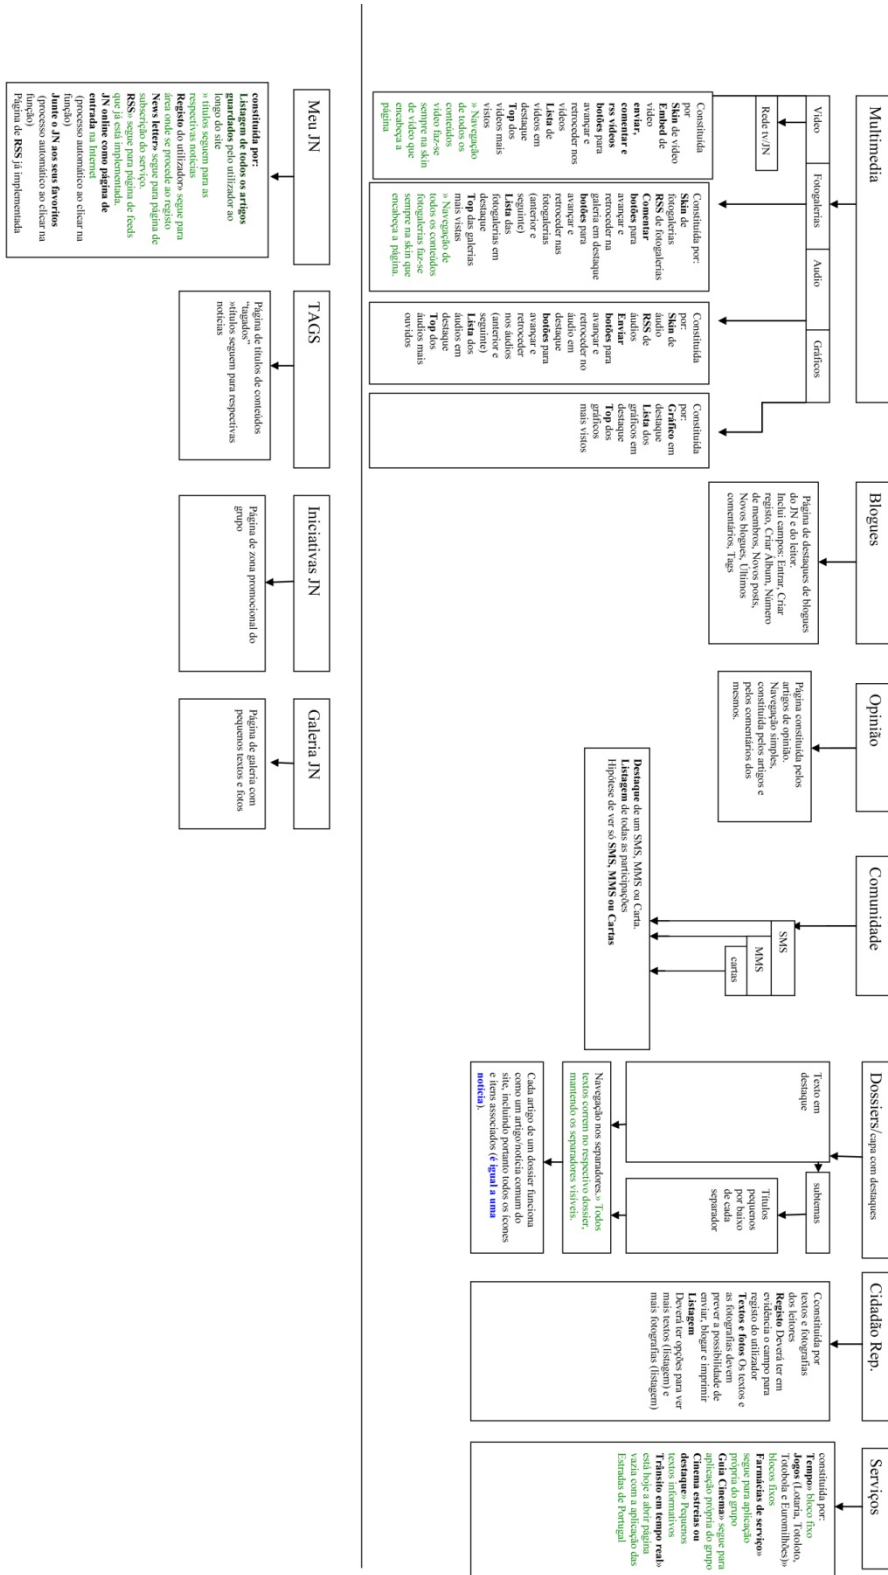 Multimedia
Vídeo
Fotogalerias
Audio
Gráficos
Rede tv/JN
Constituída
por
Skin de vídeo
Embed de
vídeo
enviar,
comentar e
rss vídeos
botões para
avançar e
retroceder nos
vídeos
Lista de
vídeos em
destaque
Top dos
vídeos mais
vistos
» Navegação
de todos os
conteúdos
vídeo faz-se
sempre na skin
de vídeo que
encabeça a
página
Constituída por:
Skin de
fotogalerias
RSS de fotogalerias
Comentar
botões para
avançar e
retroceder na
galeria em destaque
botões para
avançar e
retroceder nas
fotogalerias
(anterior e
seguinte)
Lista das
fotogalerias em
destaque
Top das galerias
mais vistas
» Navegação de
todos os conteúdos
fotogalerias faz-se
sempre na skin que
encabeça a página.
Constituída
por:
Skin de
áudio
RSS de
áudios
Enviar
botões para
avançar e
retroceder no
áudio em
destaque
botões para
avançar e
retroceder
nos áudios
(anterior e
seguinte)
Lista dos
áudios em
destaque
Top dos
áudios mais
ouvidos
Constituída
por:
Gráfico em
destaque
Lista dos
gráficos em
destaque
Top dos
gráficos
mais vistos
Blogues
Página de destaques de blogues
do JN e do leitor.
Inclui campos: Entrar, Criar
registo, Criar Álbum, Número
de membros, Novos posts,
Novos blogues, Últimos
comentários, Tags
Opinião
Página constituída pelos
artigos de opinião.
Navegação simples,
constituída pelos artigos e
pelos comentários dos
mesmos.
Comunidade
SMS
MMS
cartas
Destaque de um SMS, MMS ou Carta.
Listagem de todas as participações
Hipótese de ver só SMS, MMS ou Cartas
Dossiers/capa com destaques
Texto em
destaque
subtemas
Títulos
pequenos
por baixo
de cada
separador
Navegação nos separadores.» Todos
textos correm no respectivo dossier,
mantendo os separadores visíveis.
Cada artigo de um dossier funciona
como um artigo/notícia comum do
site, incluindo portanto todos os ícones
e itens associados (é igual a uma
notícia).
Cidadão Rep.
Cconstituída por
textos e fotografias
dos leitores
Registo Deverá ter em
evidência o campo para
registo do utilizador
Textos e fotos Os textos e
as fotografias devem
prever a possibilidade de
enviar, blogar e imprimir
Listagem
Deverá ter opções para ver
mais textos (listagem) e
mais fotografias (listagem)
Serviços
constituída por:
Tempo» bloco fixo
Jogos (Lotaria, Totoloto,
Totobola e Euromilhões)»
blocos fixos
Farmácias de serviço»
segue para aplicação
própria do grupo
Guia Cinema» segue para
aplicação própria do grupo
Cinema estreias ou
destaque» Pequenos
textos informativos
Trânsito em tempo real»
está hoje a abrir página
vazia com a aplicação das
Estradas de Portugal
Meu JN
constituída por:
Listagem de todos os artigos
guardados pelo utilizador ao
longo do site
» títulos seguem para as
respectivas notícias
Registo do utilizador» segue para
área onde se procede ao registo
News letter» segue para página de
subscrição do serviço.
RSS» segue para página de feeds
que já está implementada.
JN online como página de
entrada na Internet
(processo automático ao clicar na
função)
Junte o JN aos seus favoritos
(processo automático ao clicar na
função)
Página de RSS já implementada
TAGS
Página de títulos de conteúdos
"tagados"
»títulos seguem para respectivas
notícias
Iniciativas JN
Página de zona promocional do
grupo
Galeria JN
Página de galeria com
pequenos textos e fotos